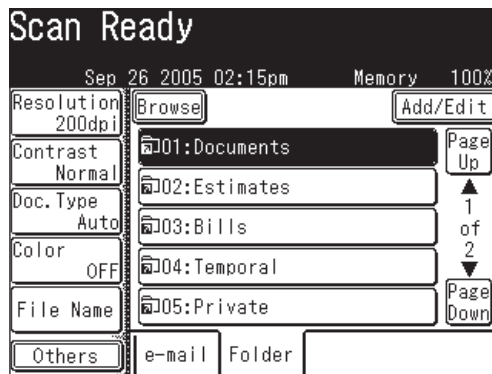 Scan Ready
Sep 26 2005 02:15pm Memory 100%
Resolution
200dpi
Browse
Add/Edit
Contrast
Normal
01:Documents
Page
Up
Doc.Type
Auto
02:Estimates
1
of
2
Color
OFF
03:Bills
04:Temporal
File Name
05:Private
Page
Down
Others
e-mail
Folder